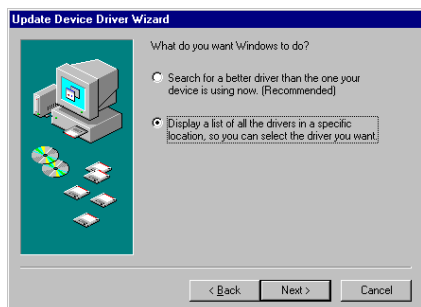 Update Device Driver Wizard
What do you want Windows to do?
Search for a better driver than the one your
device is using now. (Recommended)
Display a list of all the drivers in a specific
location, so you can select the driver you want.
< Back
Next >
Cancel